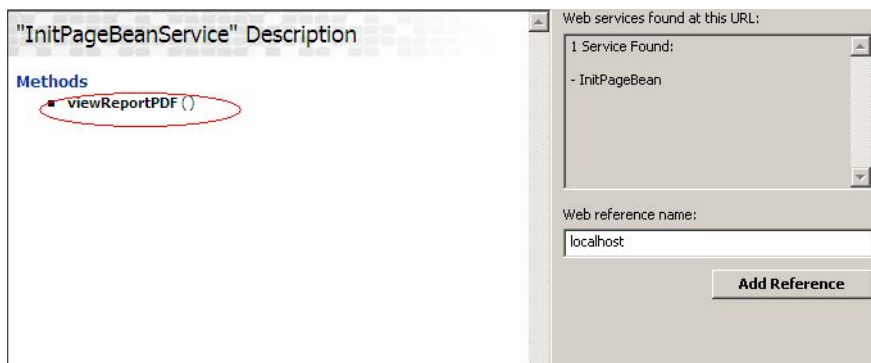 "InitPageBeanService" Description
Methods
▪ viewReportPDF ()
Web services found at this URL:
1 Service Found:
- InitPageBean
Web reference name:
localhost
Add Reference